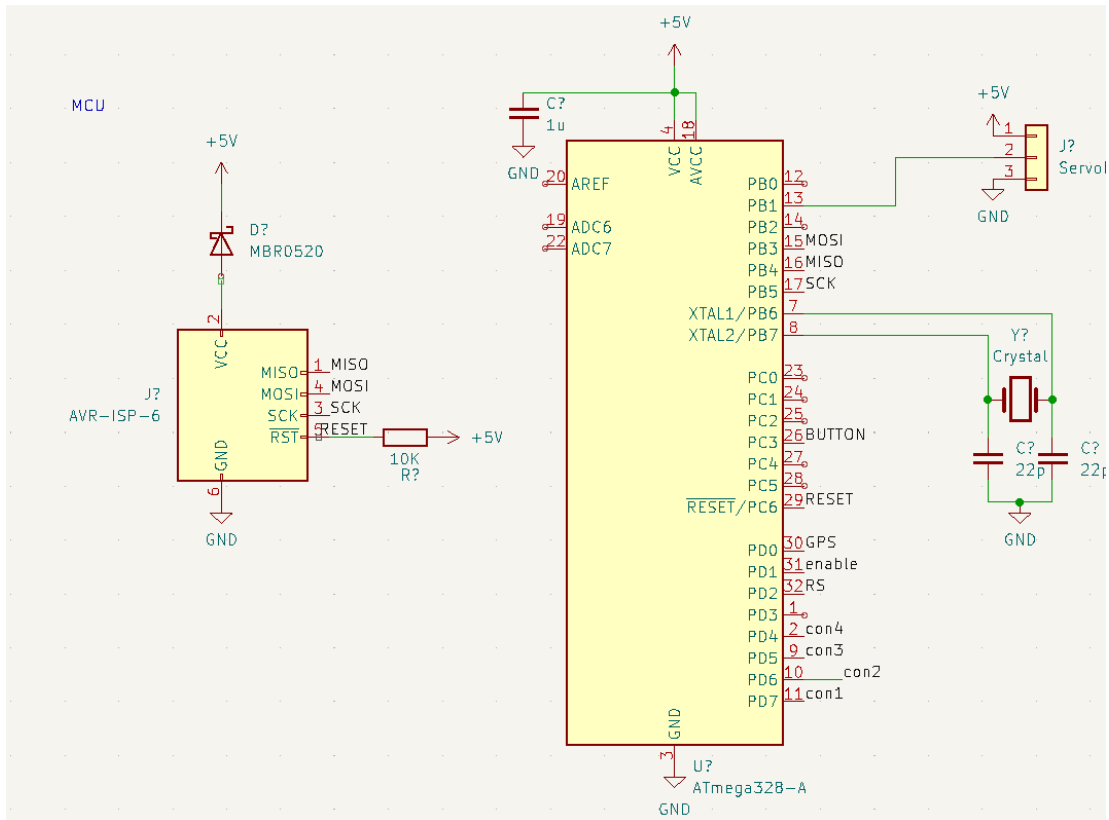 MCU
+5V
D?
MBR0520
2
VCC
MISO 1 MISO
MOSI 4 MOSI
SCK 3 SCK
RST RESET
GND
6
GND
J?
AVR-ISP-6
10K
R?
+5V
+5V
C?
1u
GND
4
VCC
18
AVCC
20 AREF
19 ADC6
22 ADC7
PB0 12
PB1 13
PB2 14
PB3 15 MOSI
PB4 16 MISO
PB5 17 SCK
XTAL1/PB6 7
XTAL2/PB7 8
PC0 23
PC1 24
PC2 25
PC3 26 BUTTON
PC4 27
PC5 28
RESET/PC6 29 RESET
PD0 30 GPS
PD1 31 enable
PD2 32 RS
PD3 1
PD4 2 con4
PD5 9 con3
PD6 10 con2
PD7 11 con1
GND
3
GND
U?
ATmega328-A
+5V
1
2
3
J?
GND
Y?
Crystal
C?
22p
C?
22p
GND